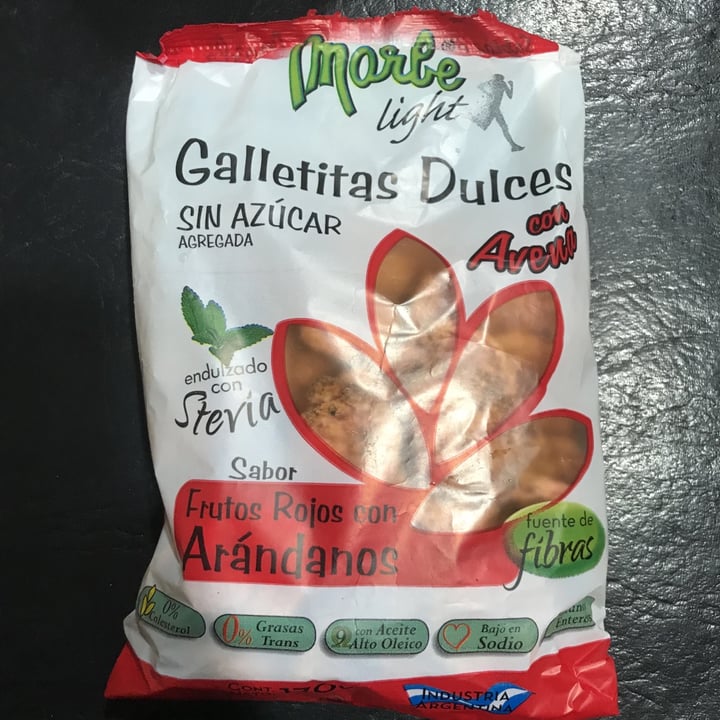 Morbe
light
Galletitas Dulces
SIN AZÚCAR
AGREGADA
con
Avena
endulzado
con
Stevia
Sabor
Frutos Rojos con
Arándanos
fuente de
fibras
0%
Colesterol
0% Grasas
Trans
con Aceite
Alto Oleico
Bajo en
Sodio
CONT.
INDUSTRIA
ARGENTINA